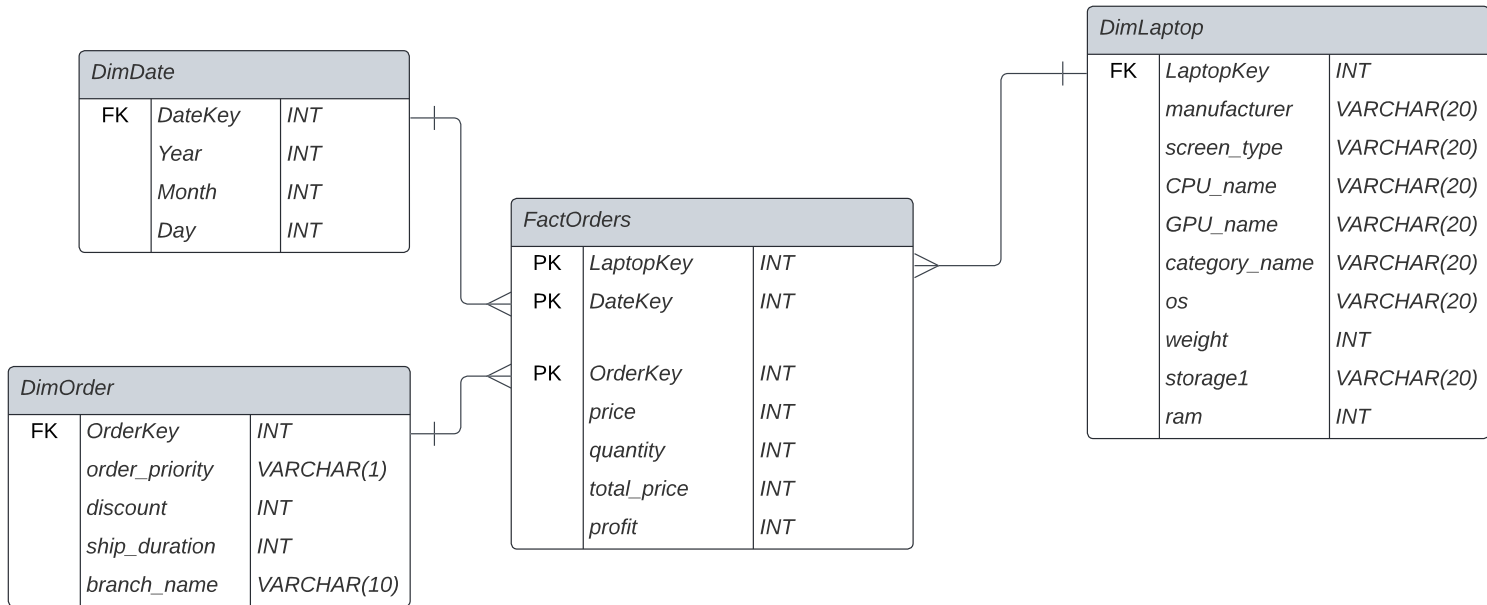 DimDate
FK DateKey INT
Year INT
Month INT
Day INT
DimOrder
FK OrderKey INT
order_priority VARCHAR(1)
discount INT
ship_duration INT
branch_name VARCHAR(10)
FactOrders
PK LaptopKey INT
PK DateKey INT
PK OrderKey INT
price INT
quantity INT
total_price INT
profit INT
DimLaptop
FK LaptopKey INT
manufacturer VARCHAR(20)
screen_type VARCHAR(20)
CPU_name VARCHAR(20)
GPU_name VARCHAR(20)
category_name VARCHAR(20)
os VARCHAR(20)
weight INT
storage1 VARCHAR(20)
ram INT